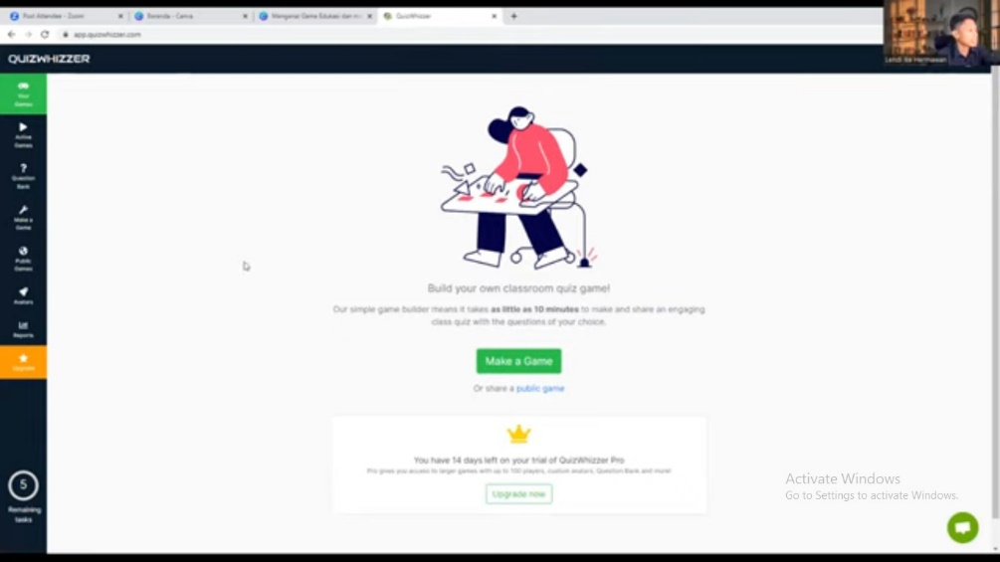 Post Attendee - Zoom
Beranda - Canva
Mengenal Game Edukasi dan m
QuizWhizzer
app.quizwhizzer.com
QUIZWHIZZER
Your
Games
Active
Games
?
Question
Bank
Make a
Game
Public
Games
Avatars
Reports
Upgrade
5
Remaining
tasks
Build your own classroom quiz game!
Our simple game builder means it takes as little as 10 minutes to make and share an engaging
class quiz with the questions of your choice.
Make a Game
Or share a public game
You have 14 days left on your trial of QuizWhizzer Pro
Pro gives you access to larger games with up to 100 players, custom avatars, Question Bank and more!
Upgrade now
Activate Windows
Go to Settings to activate Windows.